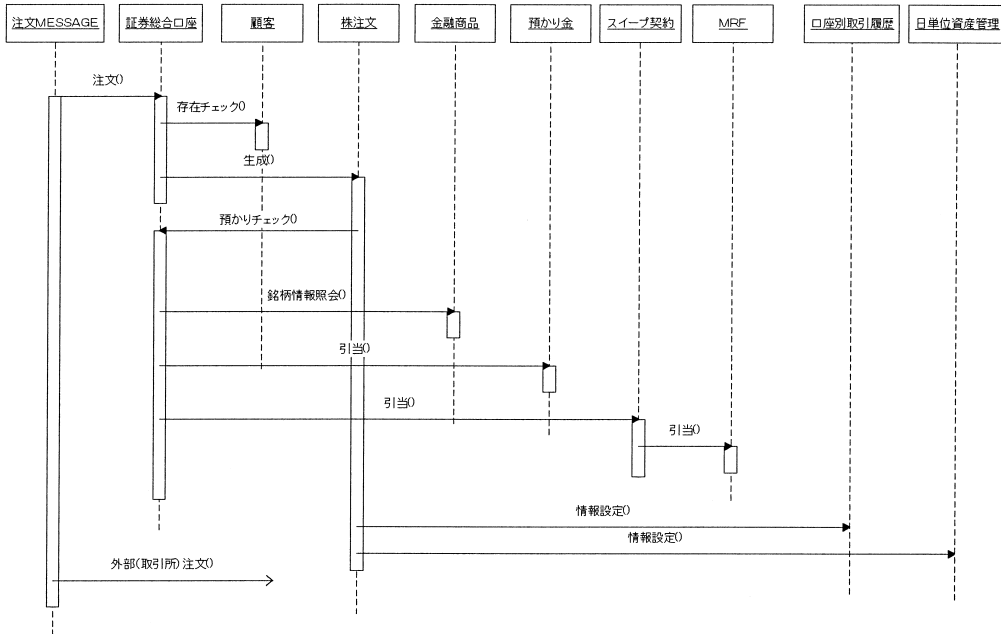 注文MESSAGE
証券総合口座
顧客
株注文
金融商品
預かり金
スイープ契約
MRF
口座別取引履歴
日単位資産管理
注文()
存在チェック()
生成()
預かりチェック()
銘柄情報照会()
引当()
引当()
引当()
情報設定()
情報設定()
外部(取引所)注文()